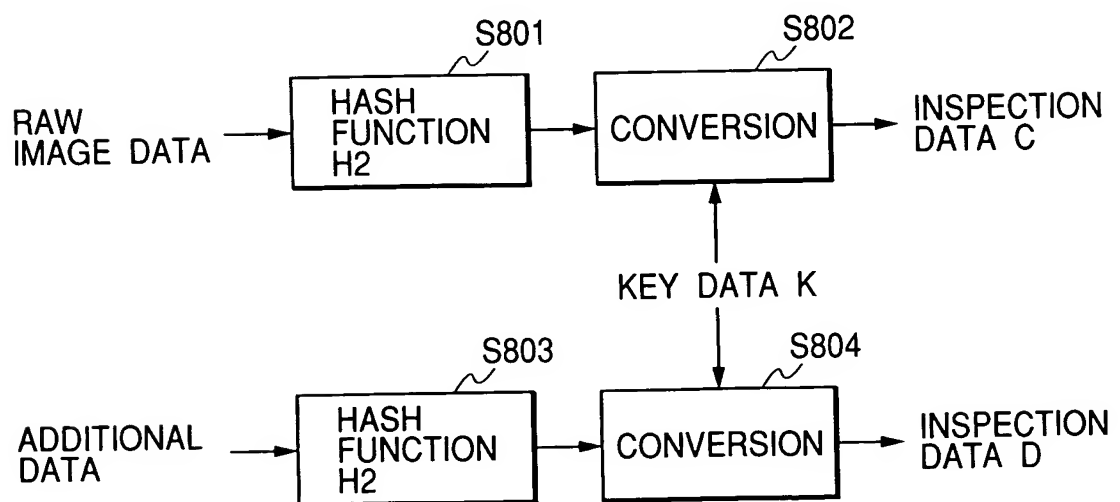 S801
S802
RAW
IMAGE DATA
HASH
FUNCTION
H2
CONVERSION
INSPECTION
DATA C
KEY DATA K
S803
S804
ADDITIONAL
DATA
HASH
FUNCTION
H2
CONVERSION
INSPECTION
DATA D